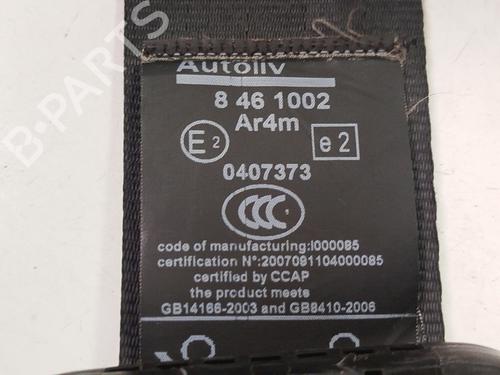 B-PARTS
Autoliv
8 46 1002
Ar4m
E2 e2
0407373
CCC
code of manufacturing:I000085
certification N°:2007091104000085
certified by CCAP
the product meets
GB14166-2003 and GB8410-2006